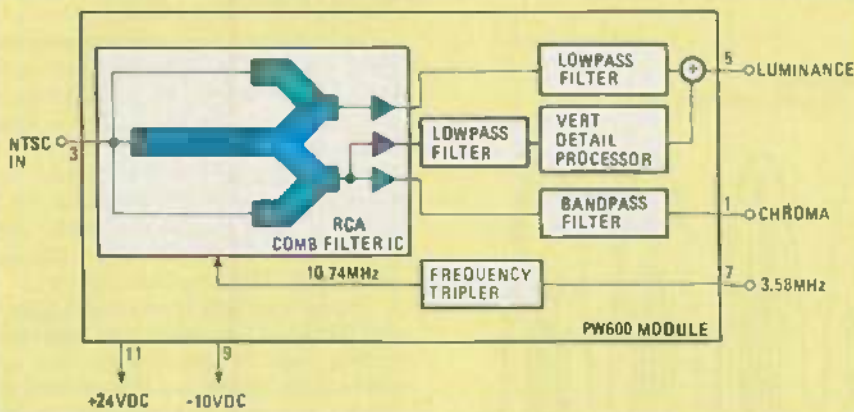 LOWPASS
FILTER
5
LUMINANCE
+
NTSC
IN
3
LOWPASS
FILTER
VERT
DETAIL
PROCESSOR
RCA
COMB FILTER IC
BANDPASS
FILTER
1
CHROMA
10.74MHz
FREQUENCY
TRIPLER
7
3.58MHz
PW600 MODULE
11
9
+24VDC
-10VDC